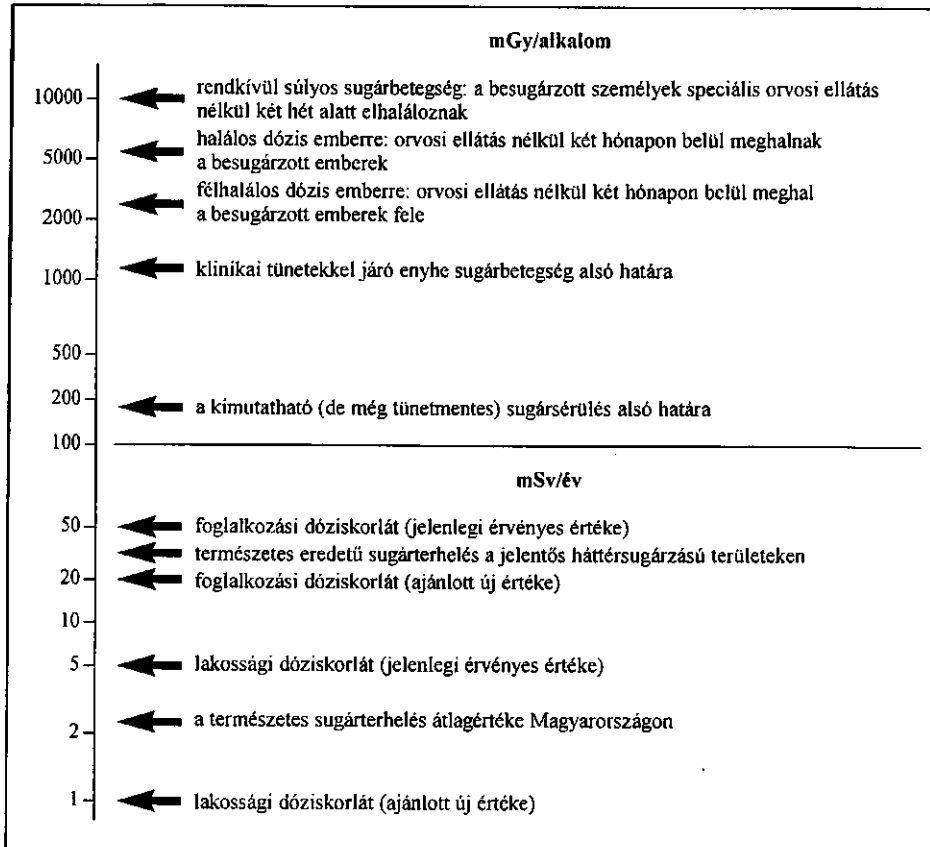 mGy/alkalom
10000 rendkívül súlyos sugárbetegség: a besugárzott személyek speciális orvosi ellátás
nélkül két hét alatt elhaláloznak
halálos dózis emberre: orvosi ellátás nélkül két hónapon belül meghalnak
5000 a besugárzott emberek
félhalálos dózis emberre: orvosi ellátás nélkül két hónapon belül meghal
2000 a besugárzott emberek fele
1000 klinikai tünetekkel járó enyhe sugárbetegség alsó határa
500
200
a kimutatható (de még tünetmentes) sugársérülés alsó határa
100
mSv/év
50 foglalkozási dóziskorlát (jelenlegi érvényes értéke)
természetes eredetű sugárterhelés a jelentős háttérsugárzású területeken
20 foglalkozási dóziskorlát (ajánlott új értéke)
10
5 lakossági dóziskorlát (jelenlegi érvényes értéke)
a természetes sugárterhelés átlagértéke Magyarországon
2
1 lakossági dóziskorlát (ajánlott új értéke)